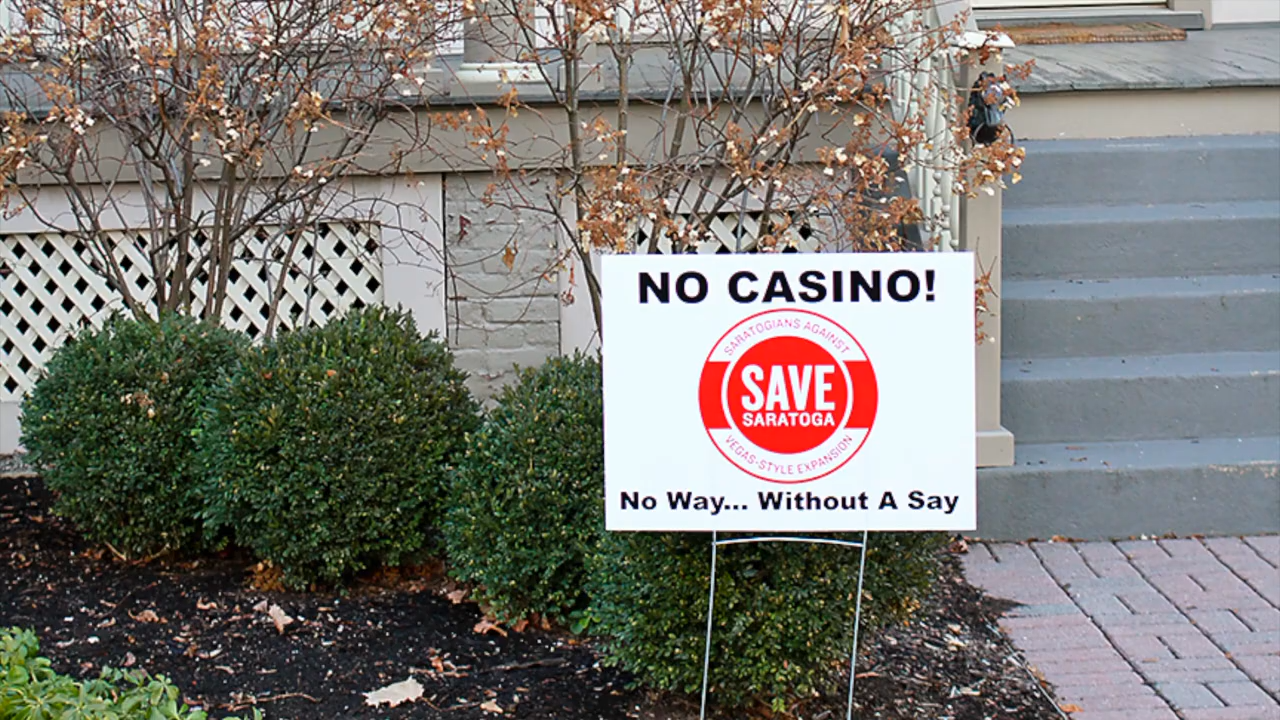 NO CASINO!
SARATOGIANS AGAINST
SAVE
SARATOGA
VEGAS-STYLE EXPANSION
No Way... Without A Say